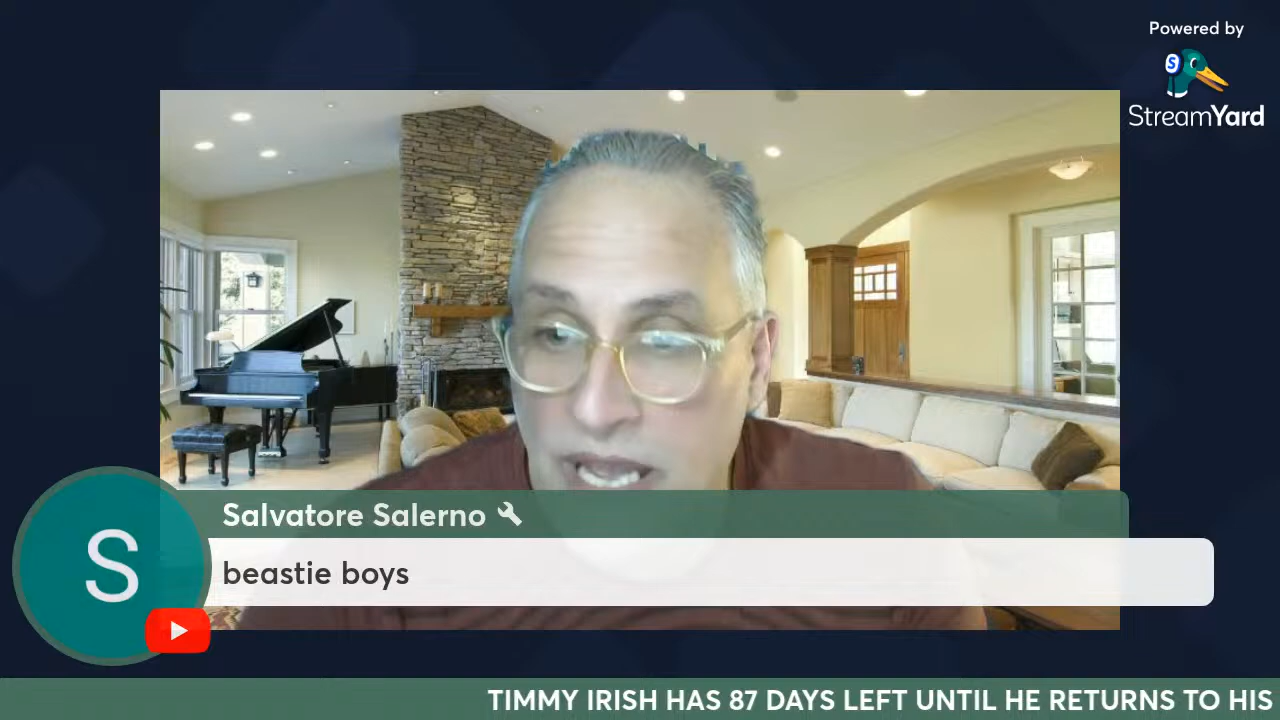 Powered by
StreamYard
Salvatore Salerno
beastie boys
S
TIMMY IRISH HAS 87 DAYS LEFT UNTIL HE RETURNS TO HIS